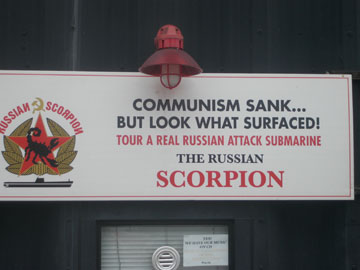 RUSSIAN SCORPION
COMMUNISM SANK...
BUT LOOK WHAT SURFACED!
TOUR A REAL RUSSIAN ATTACK SUBMARINE
THE RUSSIAN
SCORPION